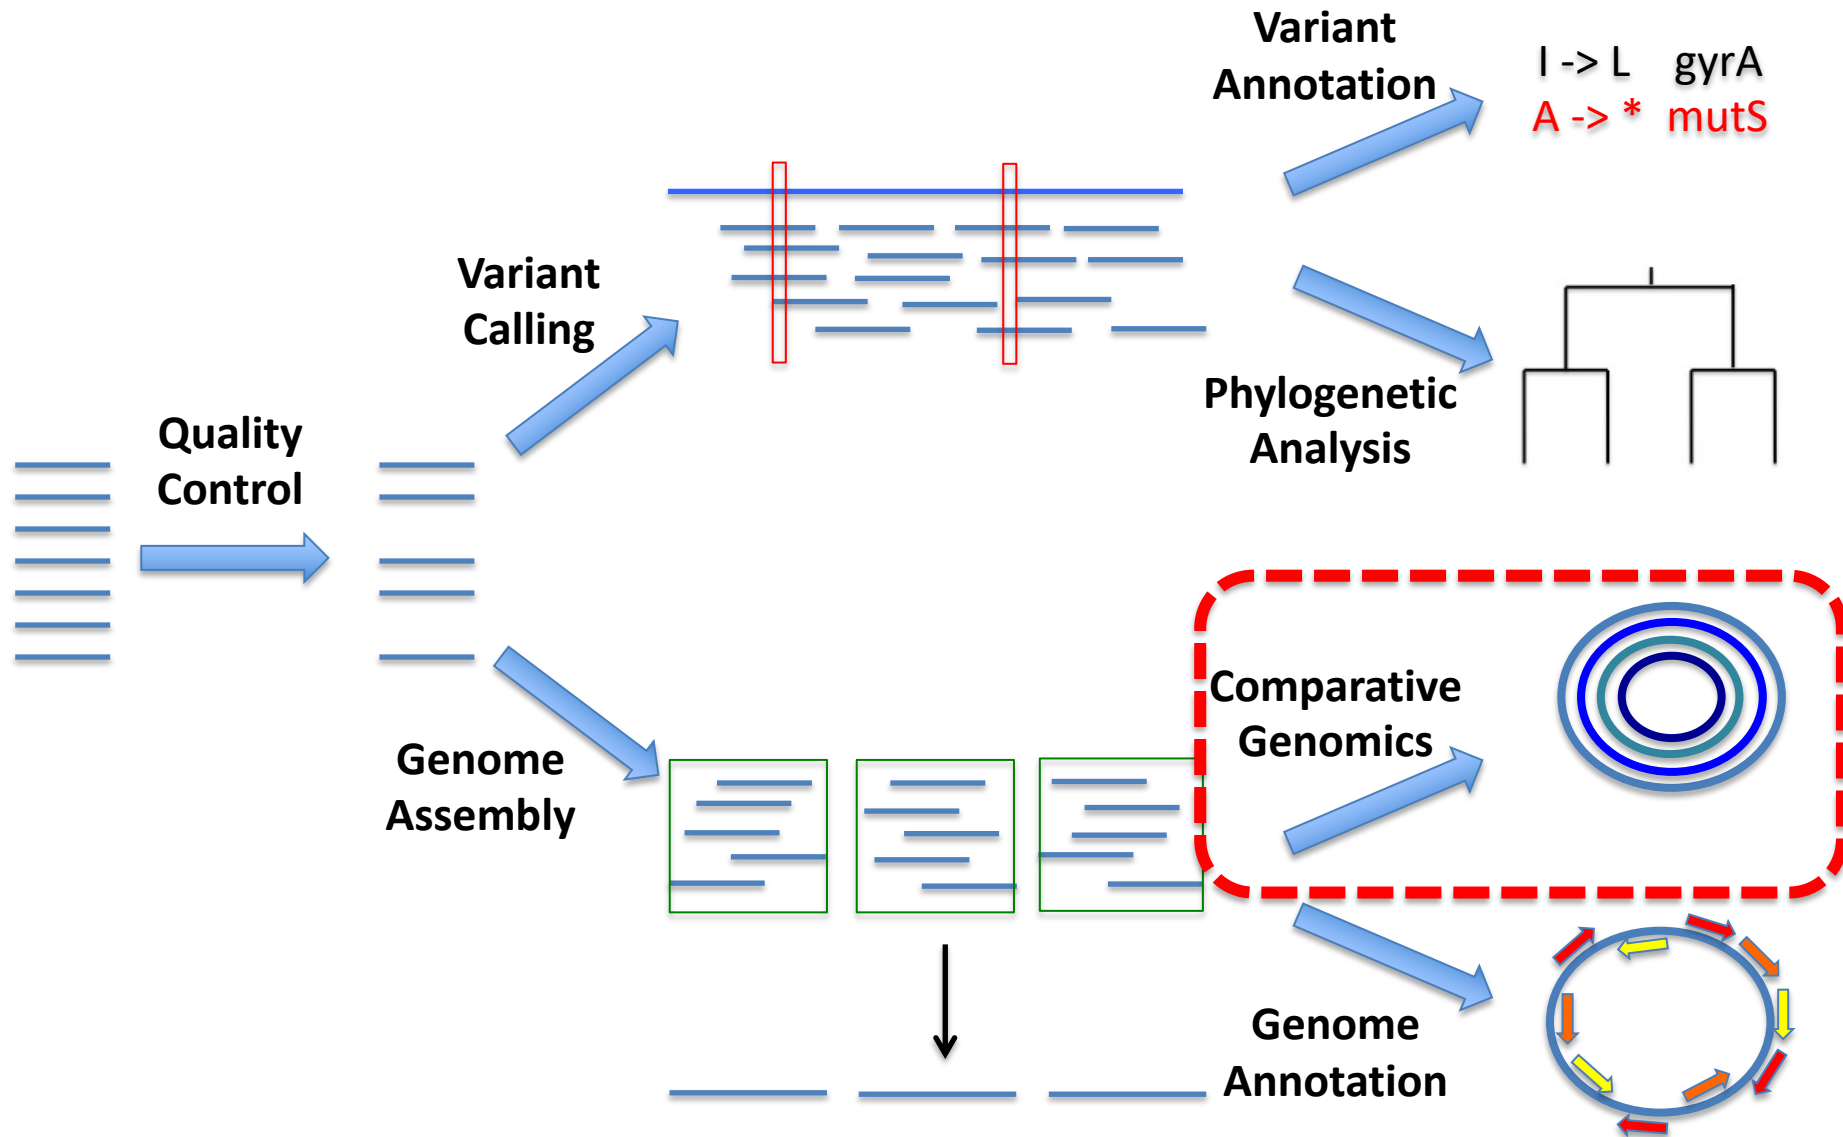 Variant
Annotation
I -> L gyrA
A -> * mutS
Variant
Calling
Phylogenetic
Analysis
Quality
Control
Comparative
Genomics
Genome
Assembly
Genome
Annotation